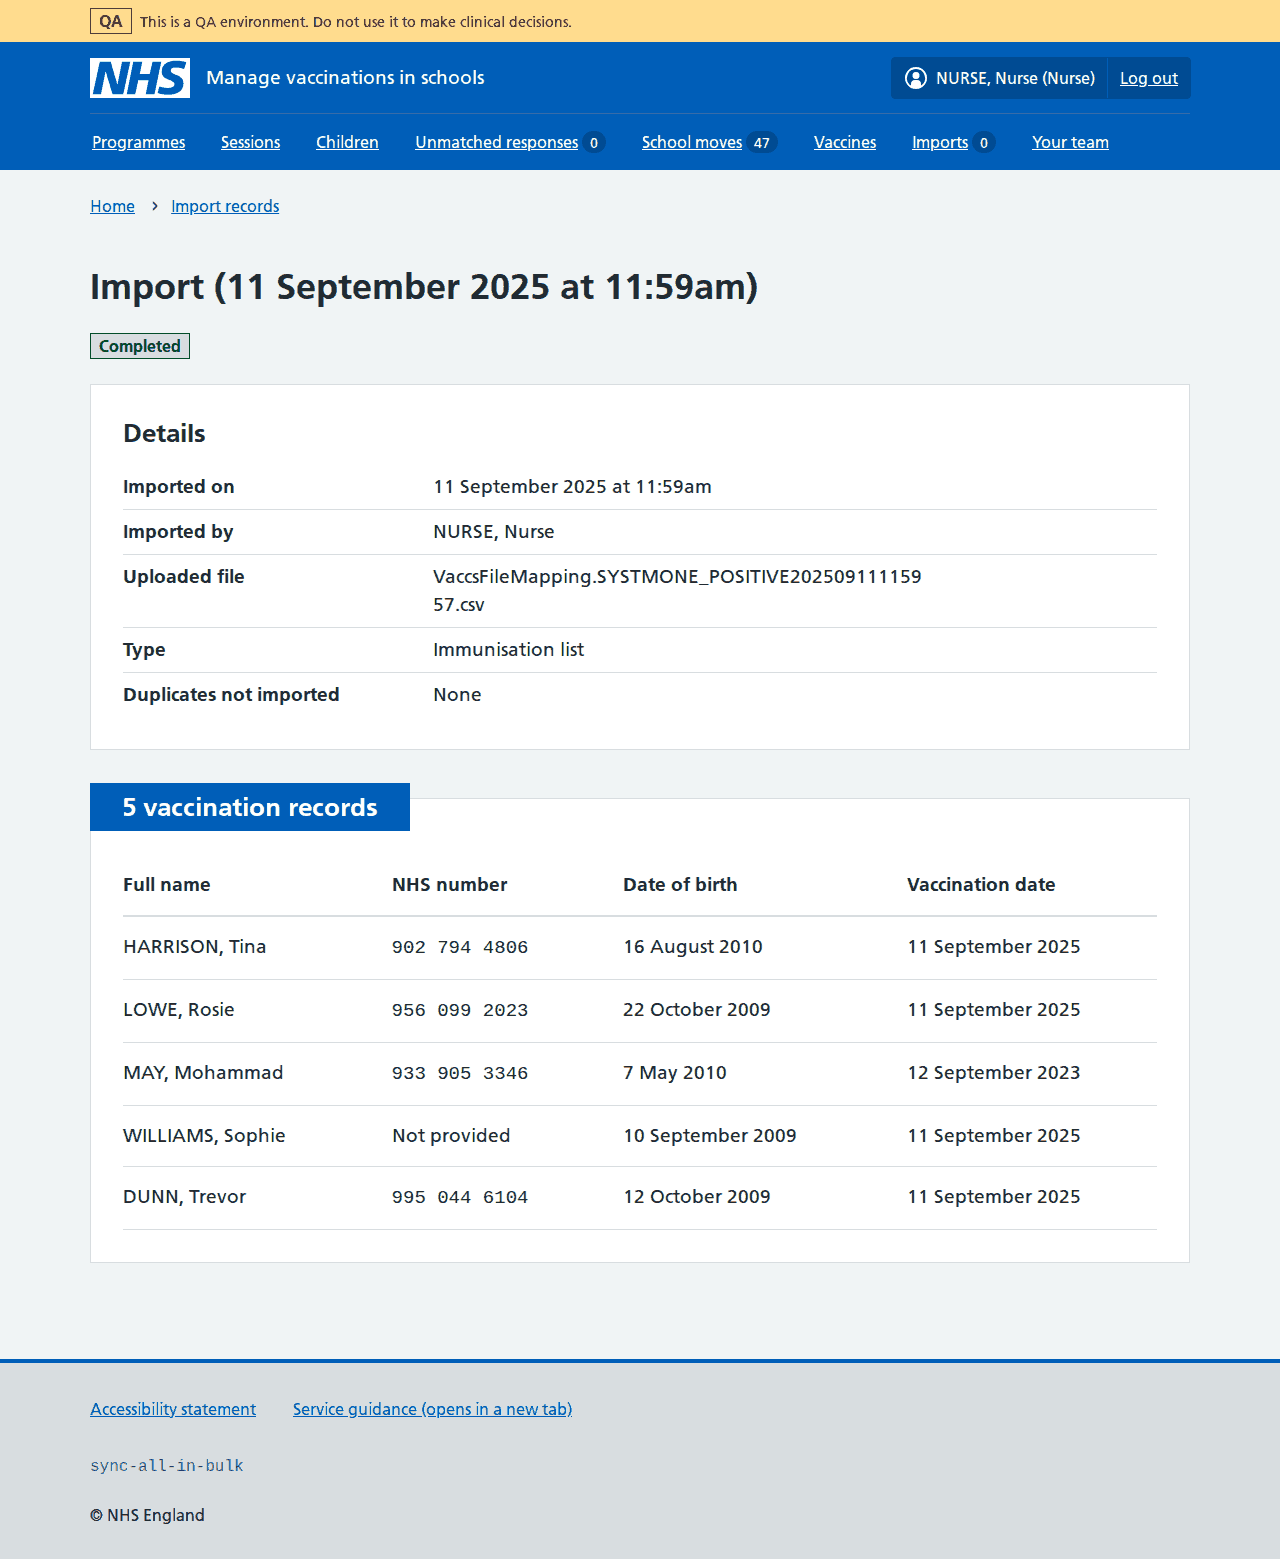 QA This is a QA environment. Do not use it to make clinical decisions.
NHS Manage vaccinations in schools NURSE, Nurse (Nurse) Log out
Programmes Sessions Children Unmatched responses 0 School moves 47 Vaccines Imports 0 Your team
Home › Import records
Import (11 September 2025 at 11:59am)
Completed
Details
Imported on 11 September 2025 at 11:59am
Imported by NURSE, Nurse
Uploaded file VaccsFileMapping.SYSTMONE_POSITIVE202509111159
57.csv
Type Immunisation list
Duplicates not imported None
5 vaccination records
Full name NHS number Date of birth Vaccination date
HARRISON, Tina 902 794 4806 16 August 2010 11 September 2025
LOWE, Rosie 956 099 2023 22 October 2009 11 September 2025
MAY, Mohammad 933 905 3346 7 May 2010 12 September 2023
WILLIAMS, Sophie Not provided 10 September 2009 11 September 2025
DUNN, Trevor 995 044 6104 12 October 2009 11 September 2025
Accessibility statement Service guidance (opens in a new tab)
sync-all-in-bulk
© NHS England